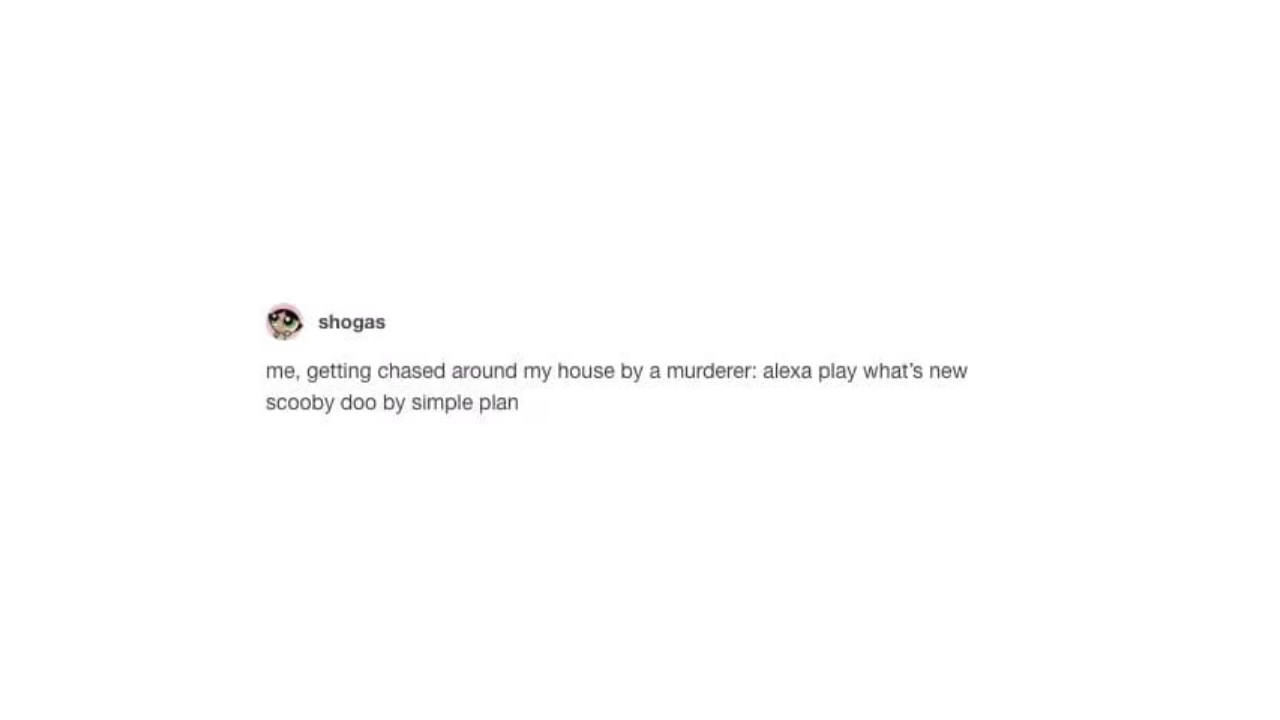 shogas
me, getting chased around my house by a murderer: alexa play what’s new
scooby doo by simple plan